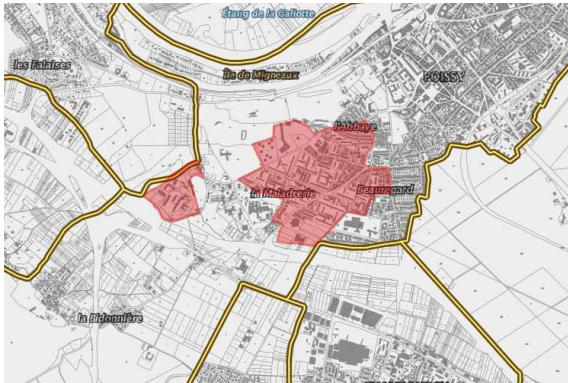 Étang de la Galiotte
les Falaises
Île de Migneaux
POISSY
l'Abbaye
la Maladrerie
Beauregard
la Bidonnière